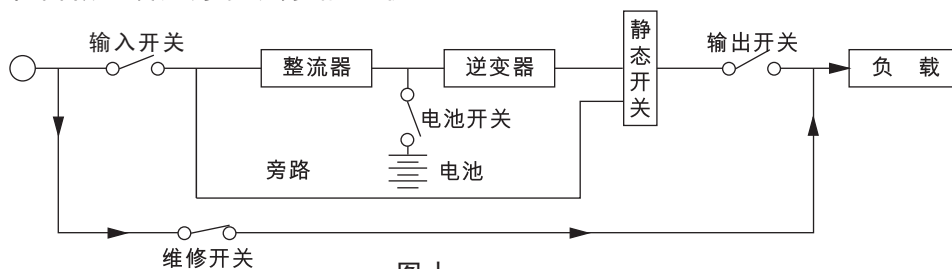 输入开关
整流器
逆变器
静态开关
输出开关
负 载
电池开关
旁路
电池
维修开关